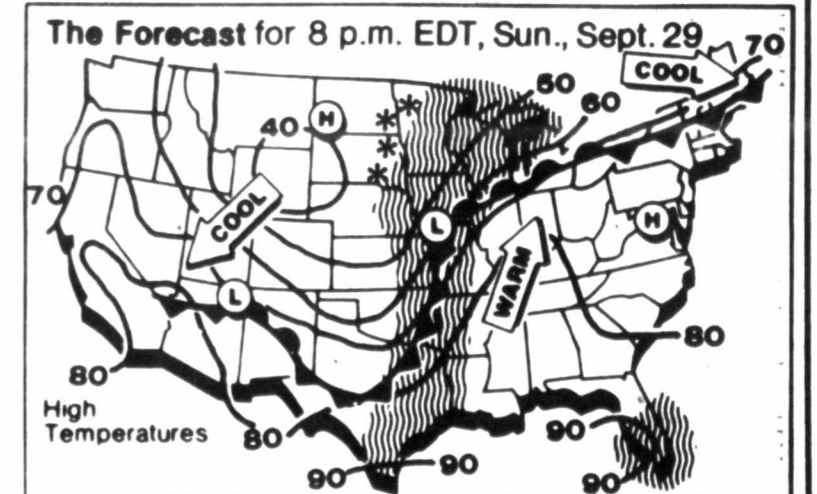 The Forecast for 8 p.m. EDT, Sun., Sept. 29
70
COOL
50
60
H
40
70
COOL
L
H
WARM
L
80
80
High
Temperatures
80
90
90
90
90